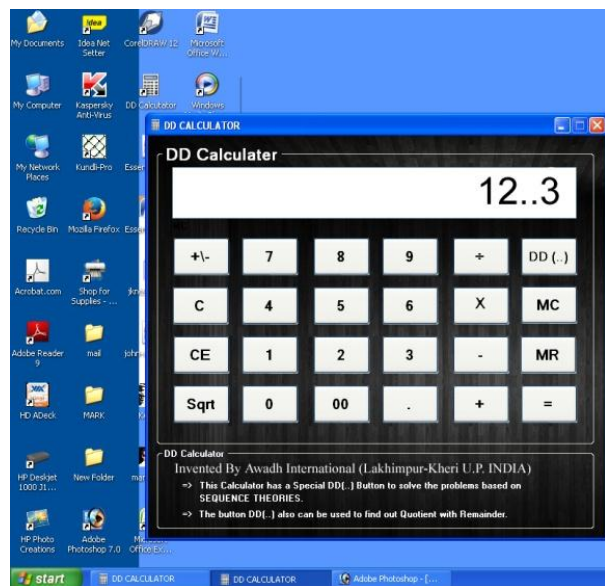 My Documents
Idea Net Setter
CorelDRAW 12
Microsoft Office W...
My Computer
Kaspersky Anti-Virus
DD Calculator
Windows
My Network Places
Kundli-Pro
Recycle Bin
Mozilla Firefox
Acrobat.com
Shop for Supplies - ...
Adobe Reader 9
mail
HD ADeck
MARK
HP Deskjet 1000 J1...
New Folder
HP Photo Creations
Adobe Photoshop 7.0
DD CALCULATOR
DD Calculater
12..3
+\- 7 8 9 ÷ DD (..)
C 4 5 6 X MC
CE 1 2 3 - MR
Sqrt 0 00 . + =
DD Calculator
Invented By Awadh International (Lakhimpur-Kheri U.P. INDIA)
=> This Calculator has a Special DD(..) Button to solve the problems based on
SEQUENCE THEORIES.
=> The button DD(..) also can be used to find out Quotient with Remainder.
start
DD CALCULATOR
DD CALCULATOR
Adobe Photoshop - [...